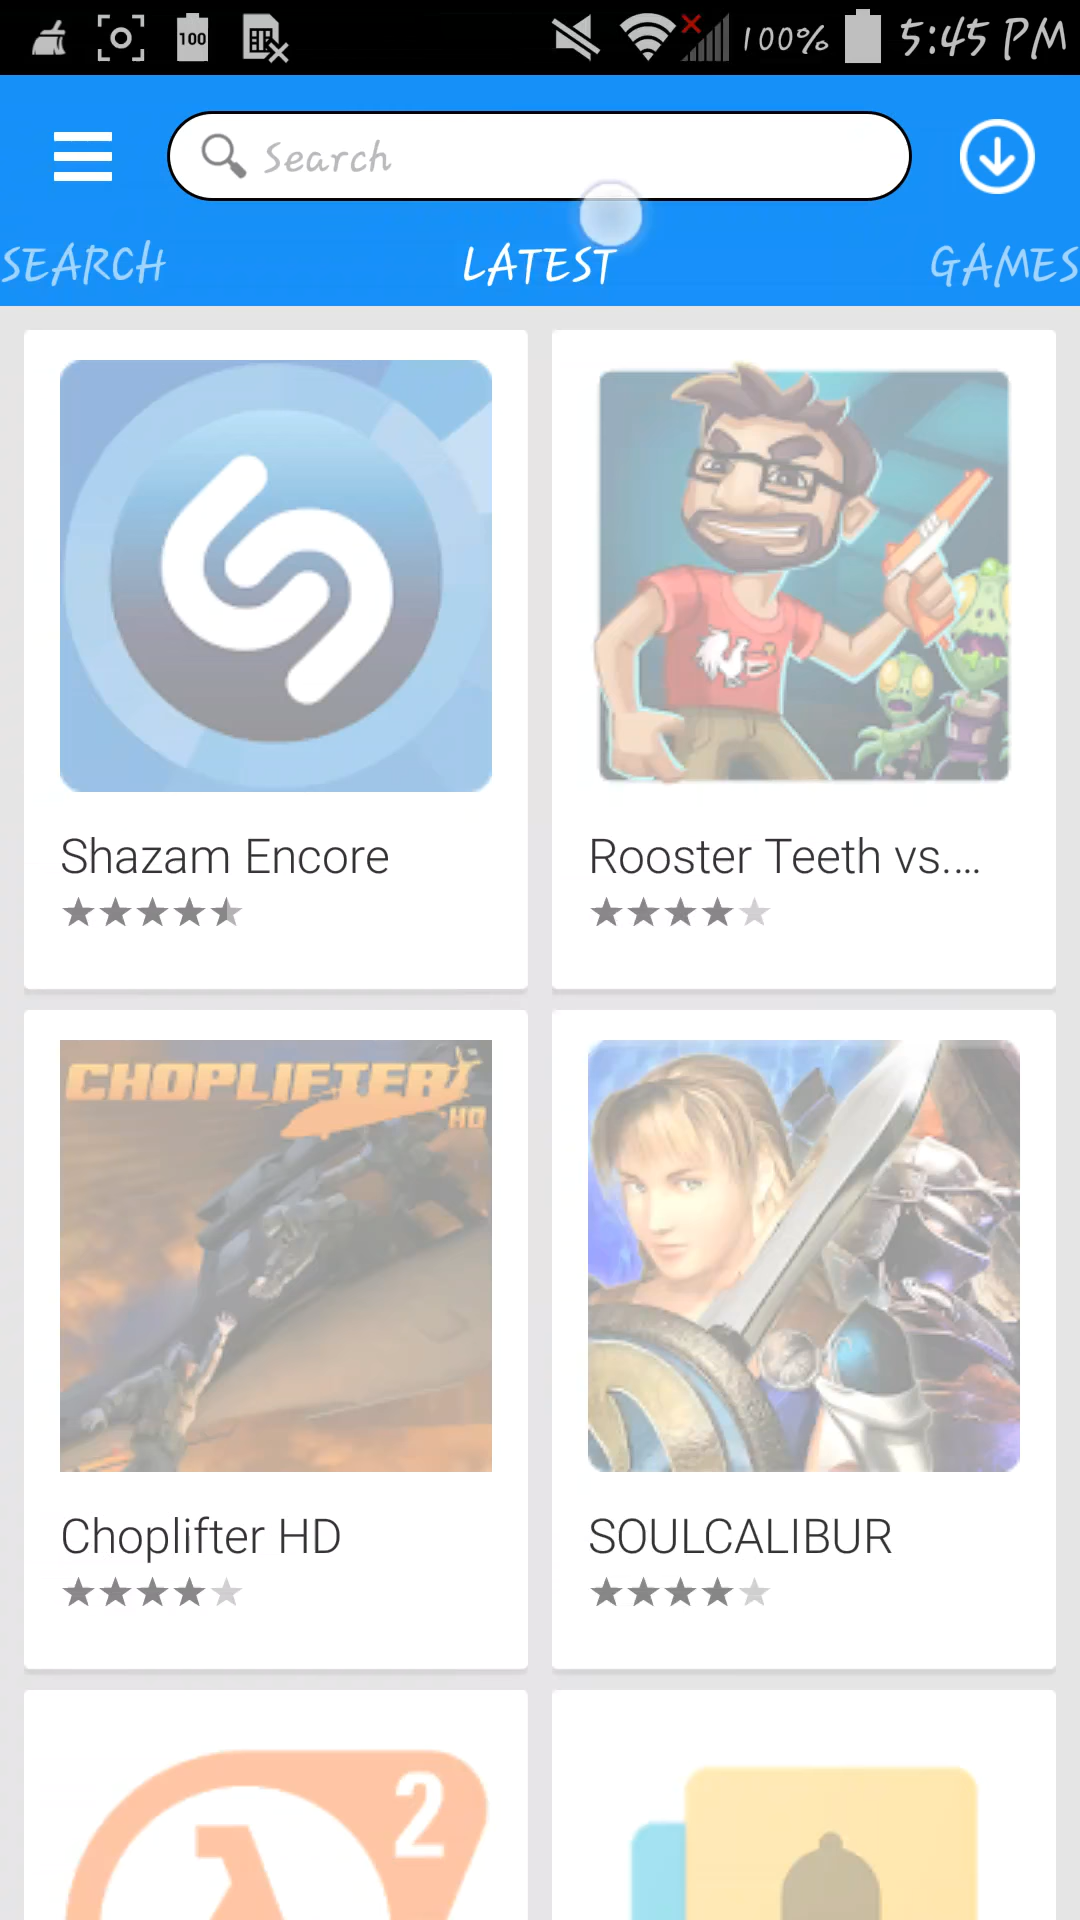 100
100%
5:45 PM
Search
SEARCH
LATEST
GAMES
Shazam Encore
Rooster Teeth vs....
CHOPLIFTER
HD
Choplifter HD
SOULCALIBUR
2